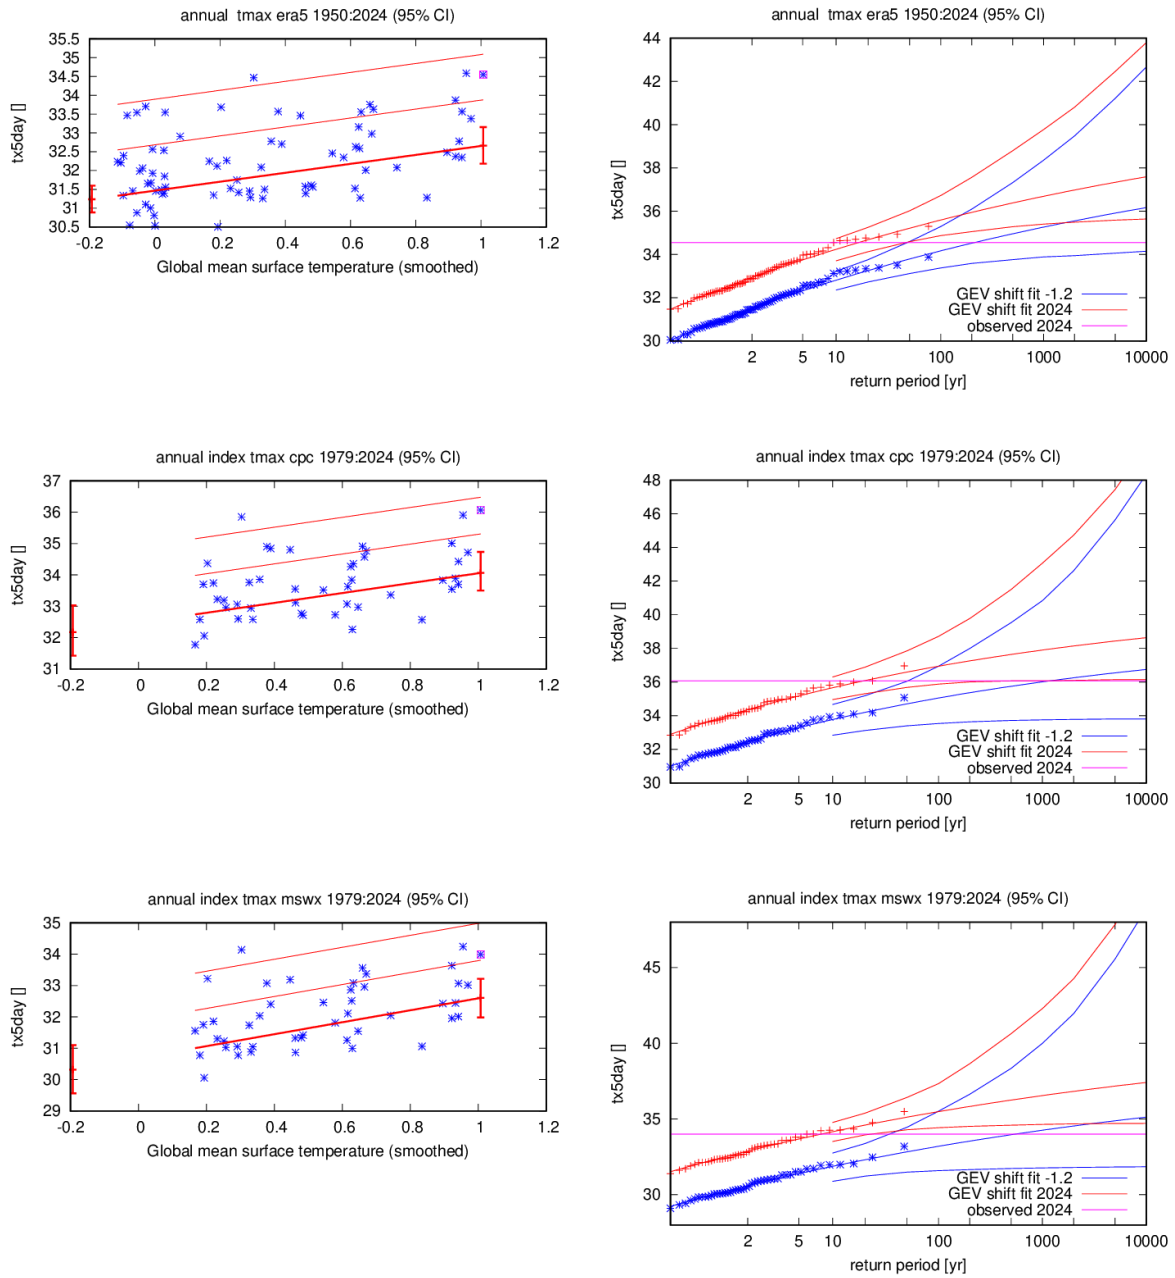 annual  tmax era5 1950:2024 (95% CI)
tx5day []
35.5
35
34.5
34
33.5
33
32.5
32
31.5
31
30.5
-0.2 0 0.2 0.4 0.6 0.8 1 1.2
Global mean surface temperature (smoothed)
annual  tmax era5 1950:2024 (95% CI)
tx5day []
44
42
40
38
36
34
32
30
GEV shift fit -1.2
GEV shift fit 2024
observed 2024
2 5 10 100 1000 10000
return period [yr]
annual index tmax cpc 1979:2024 (95% CI)
tx5day []
37
36
35
34
33
32
31
-0.2 0 0.2 0.4 0.6 0.8 1 1.2
Global mean surface temperature (smoothed)
annual index tmax cpc 1979:2024 (95% CI)
tx5day []
48
46
44
42
40
38
36
34
32
30
GEV shift fit -1.2
GEV shift fit 2024
observed 2024
2 5 10 100 1000 10000
return period [yr]
annual index tmax mswx 1979:2024 (95% CI)
tx5day []
35
34
33
32
31
30
29
-0.2 0 0.2 0.4 0.6 0.8 1 1.2
Global mean surface temperature (smoothed)
annual index tmax mswx 1979:2024 (95% CI)
tx5day []
45
40
35
30
GEV shift fit -1.2
GEV shift fit 2024
observed 2024
2 5 10 100 1000 10000
return period [yr]